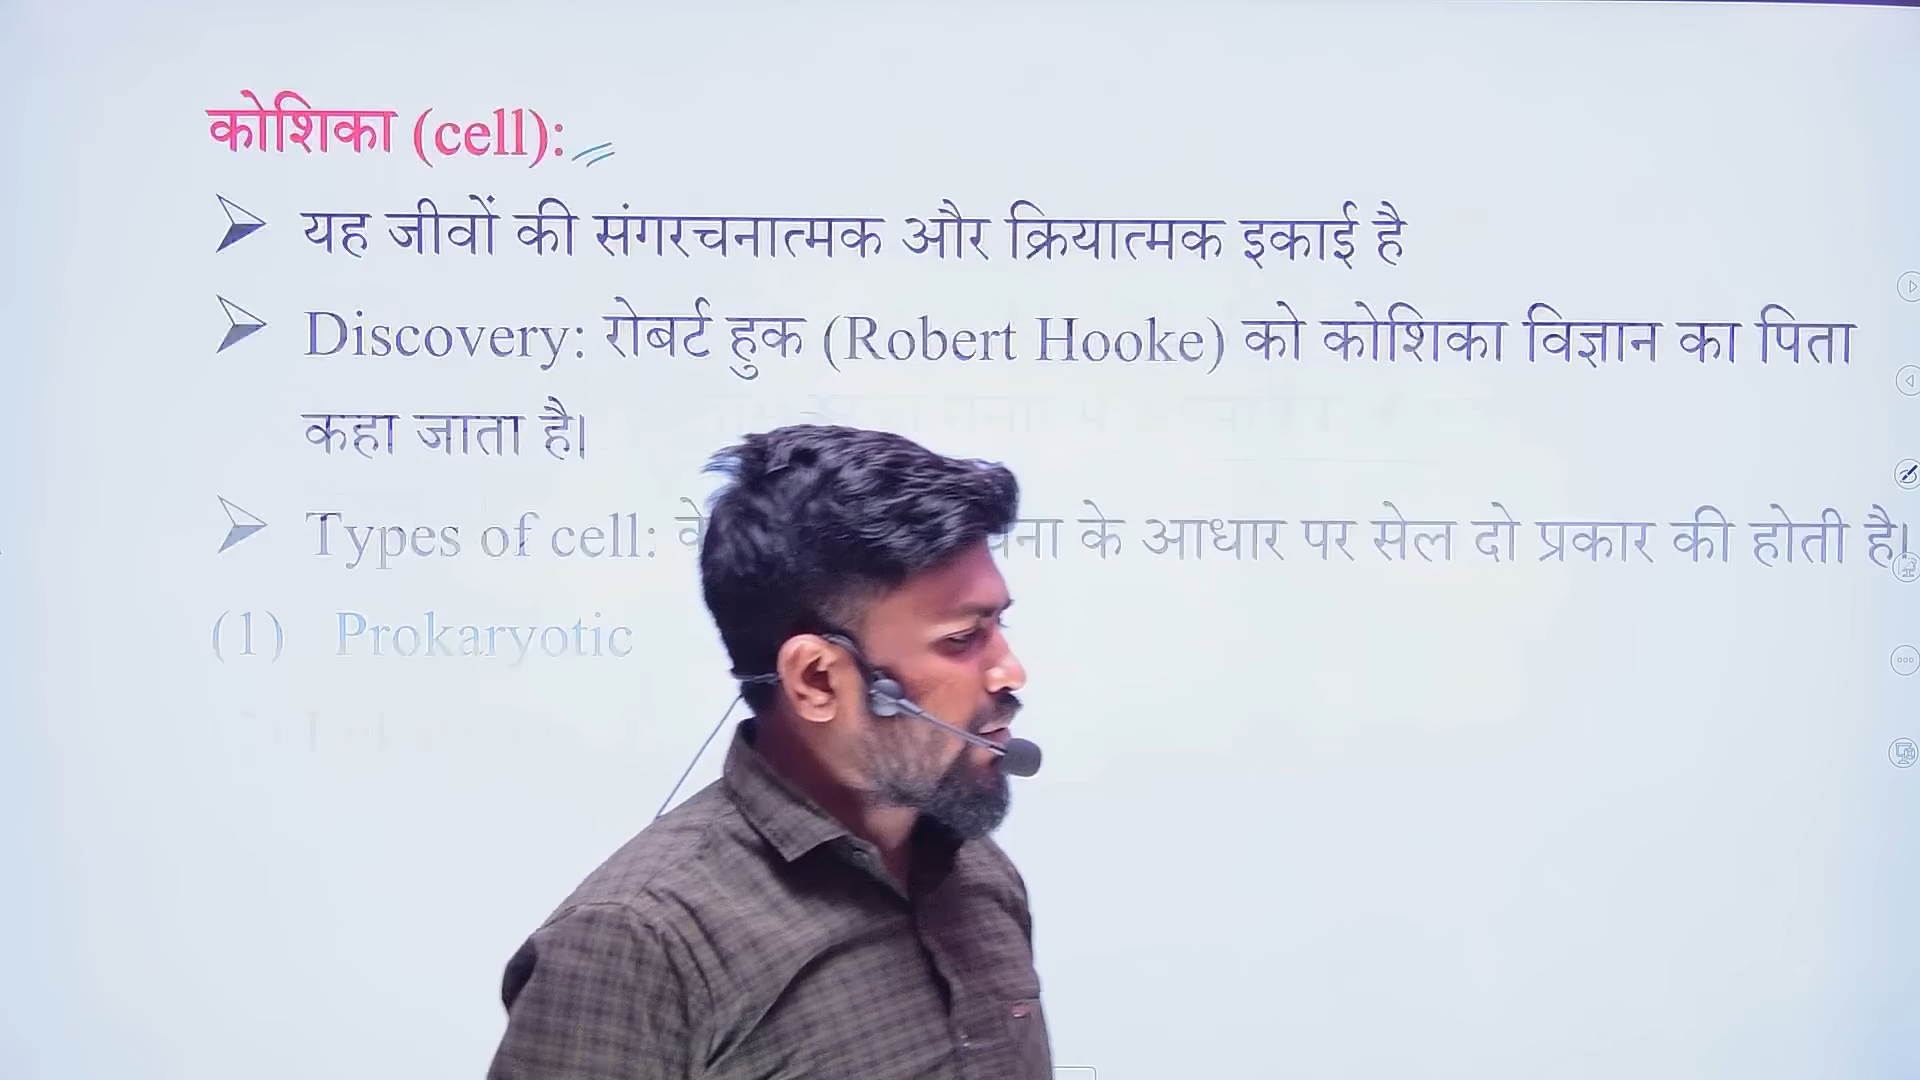 कोशिका (cell):
➢ यह जीवों की संगरचनात्मक और क्रियात्मक इकाई है
➢ Discovery: रोबर्ट हुक (Robert Hooke) को कोशिका विज्ञान का पिता
कहा जाता है।
➢ Types of cell: के आधार पर सेल दो प्रकार की होती है।
(1) Prokaryotic